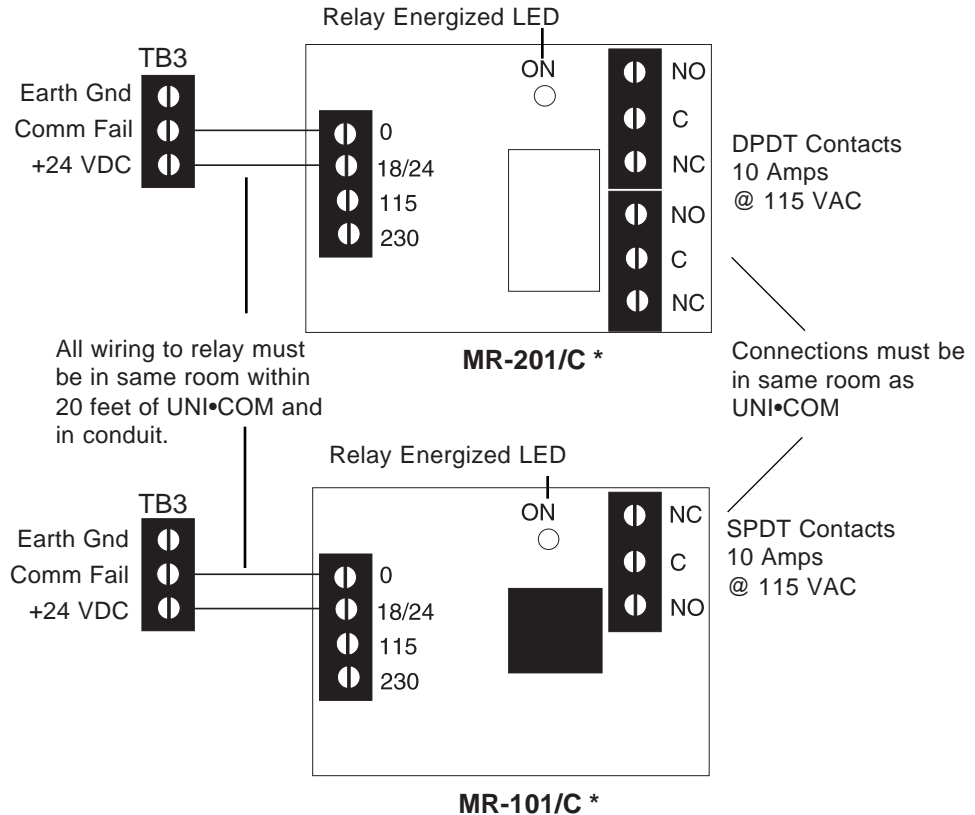 Relay Energized LED
TB3
Earth Gnd
Comm Fail
+24 VDC
0
18/24
115
230
ON
NO
C
NC
NO
C
NC
DPDT Contacts
10 Amps
@ 115 VAC
MR-201/C *
All wiring to relay must
be in same room within
20 feet of UNI•COM and
in conduit.
Connections must be
in same room as
UNI•COM
Relay Energized LED
TB3
Earth Gnd
Comm Fail
+24 VDC
0
18/24
115
230
ON
NC
C
NO
SPDT Contacts
10 Amps
@ 115 VAC
MR-101/C *